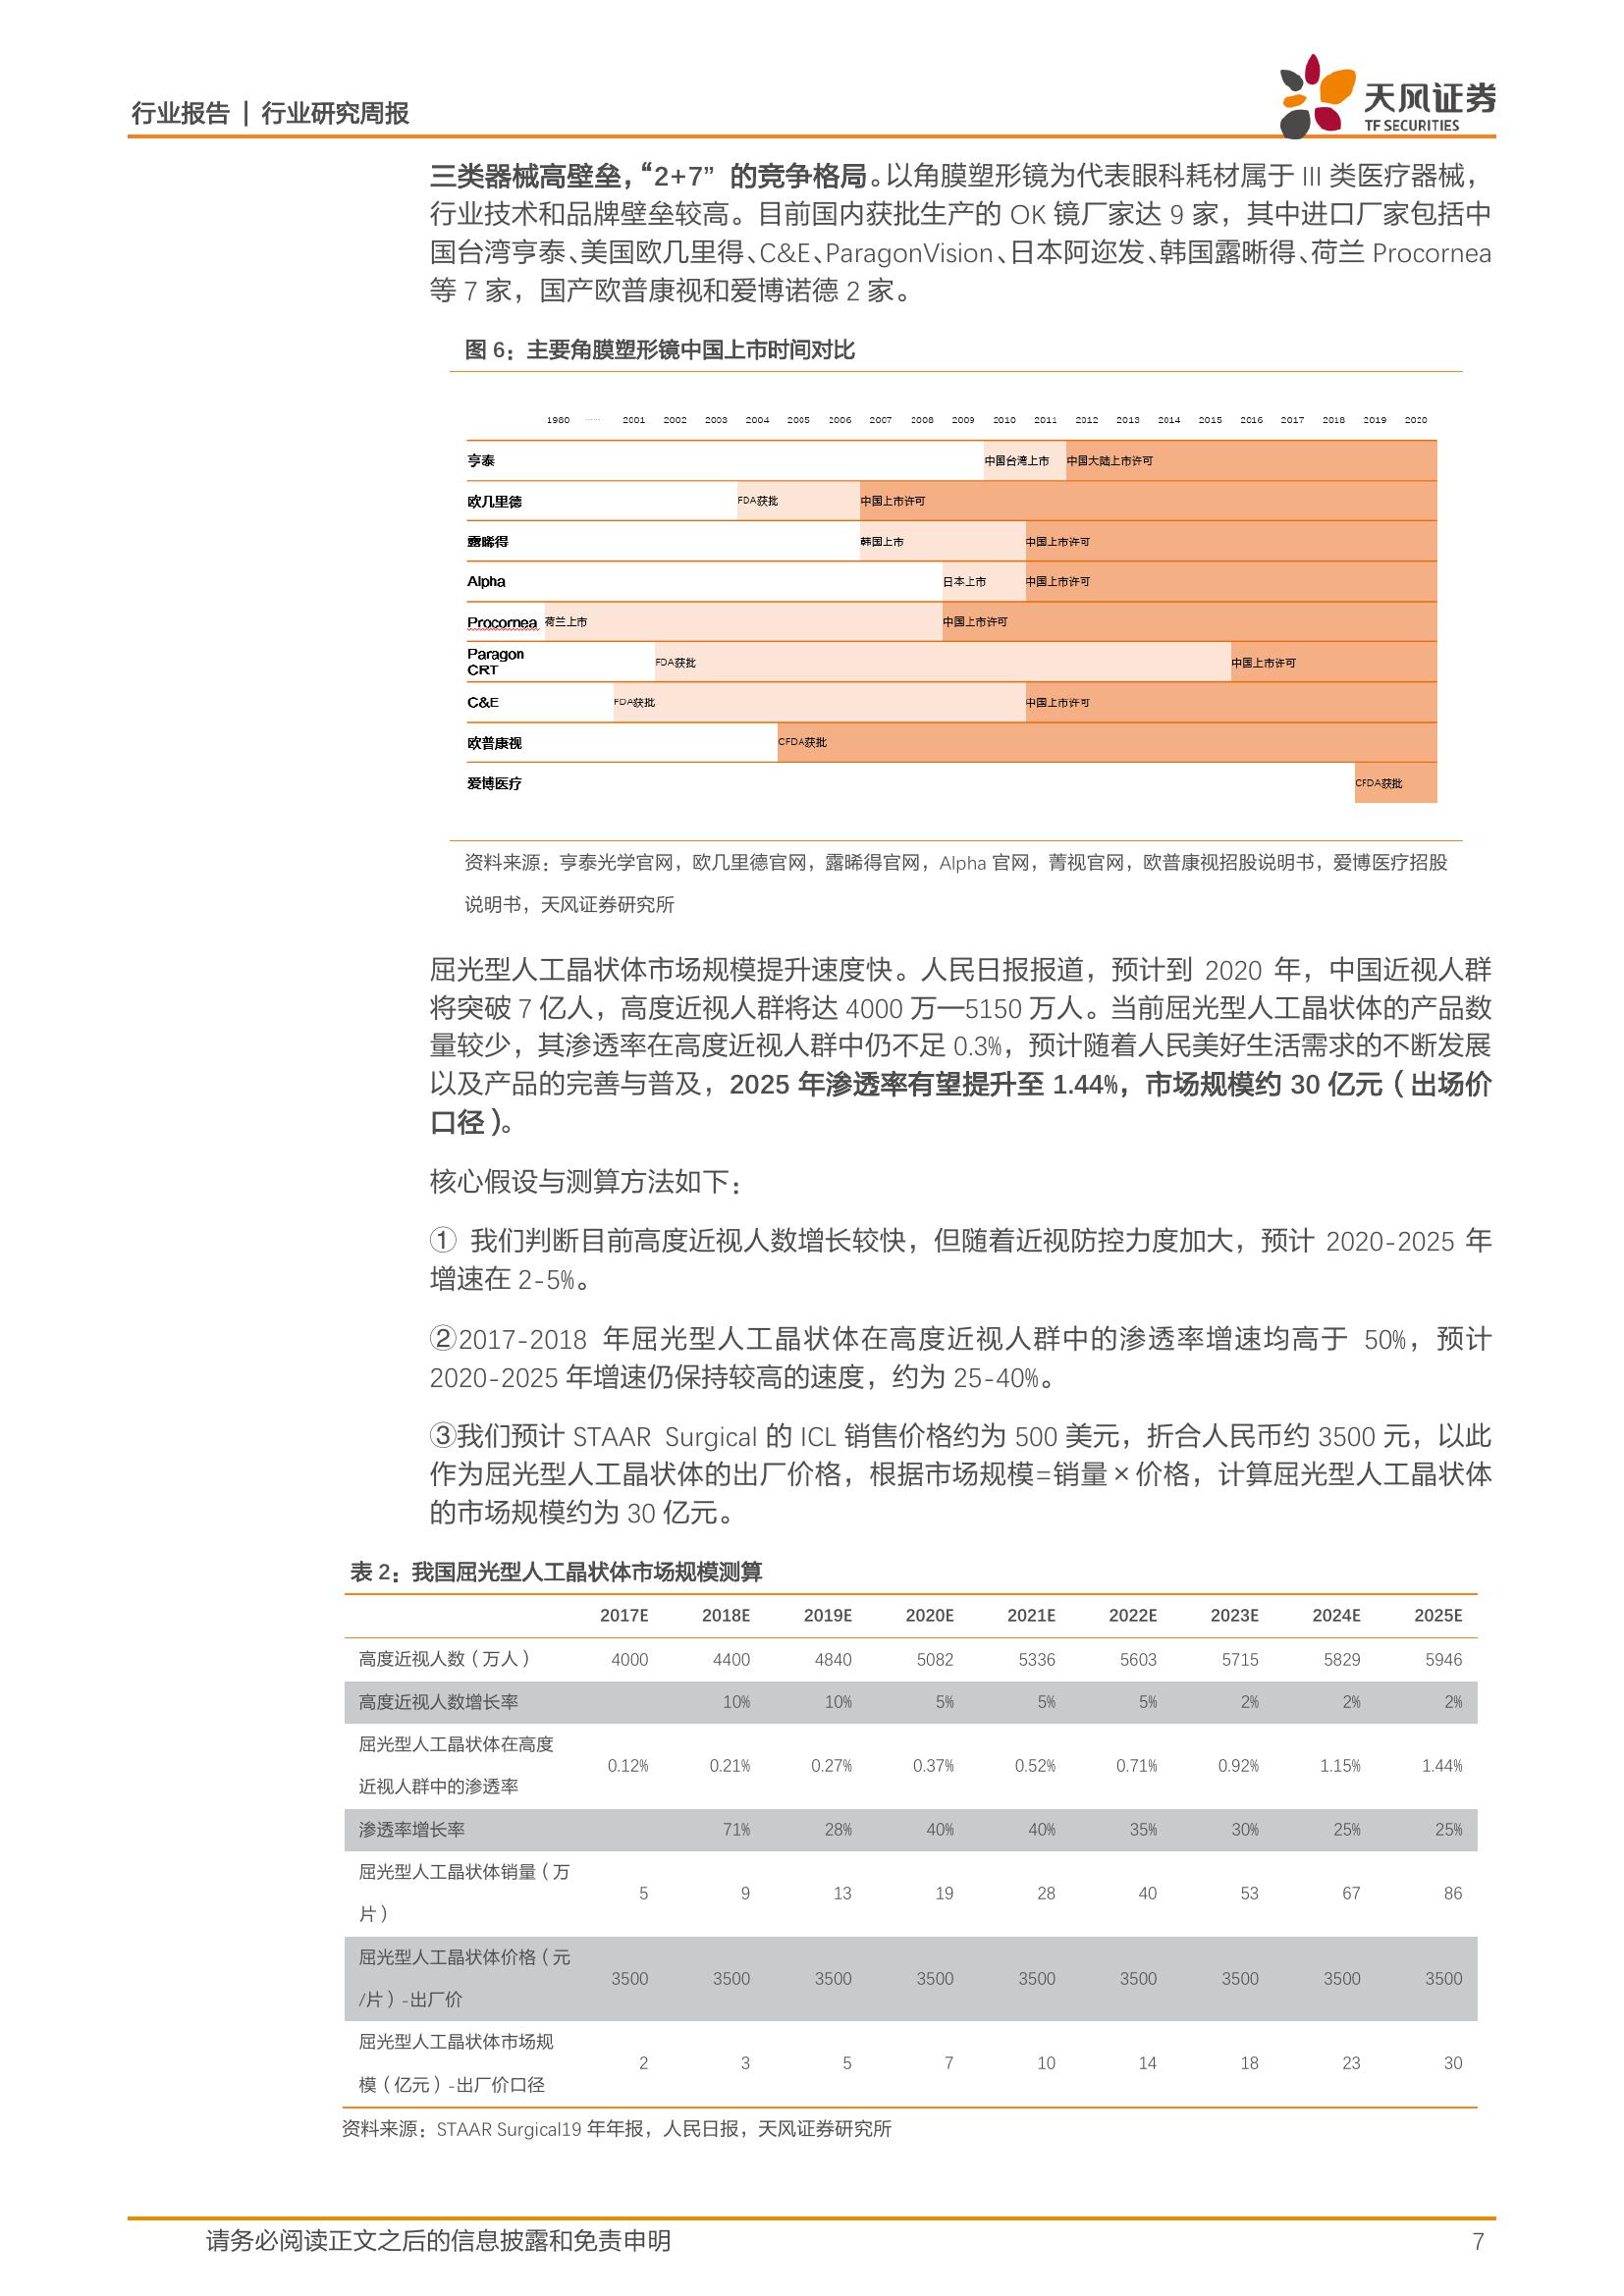 行业报告 | 行业研究周报
天风证券
TF SECURITIES
三类器械高壁垒，“2+7”的竞争格局。以角膜塑形镜为代表眼科耗材属于 III 类医疗器械，
行业技术和品牌壁垒较高。目前国内获批生产的 OK 镜厂家达 9 家，其中进口厂家包括中
国台湾亨泰、美国欧几里得、C&E、ParagonVision、日本阿迩发、韩国露晰得、荷兰 Procornea
等 7 家，国产欧普康视和爱博诺德 2 家。
图 6：主要角膜塑形镜中国上市时间对比
1980 ...... 2001 2002 2003 2004 2005 2006 2007 2008 2009 2010 2011 2012 2013 2014 2015 2016 2017 2018 2019 2020
亨泰 中国台湾上市 中国大陆上市许可
欧几里德 FDA获批 中国上市许可
露晞得 韩国上市 中国上市许可
Alpha 日本上市 中国上市许可
Procornea 荷兰上市 中国上市许可
Paragon
CRT FDA获批 中国上市许可
C&E FDA获批 中国上市许可
欧普康视 CFDA获批
爱博医疗 CFDA获批
资料来源：亨泰光学官网，欧几里德官网，露晞得官网，Alpha 官网，菁视官网，欧普康视招股说明书，爱博医疗招股
说明书，天风证券研究所
屈光型人工晶状体市场规模提升速度快。人民日报报道，预计到 2020 年，中国近视人群
将突破 7 亿人，高度近视人群将达 4000 万—5150 万人。当前屈光型人工晶状体的产品数
量较少，其渗透率在高度近视人群中仍不足 0.3%，预计随着人民美好生活需求的不断发展
以及产品的完善与普及，2025 年渗透率有望提升至 1.44%，市场规模约 30 亿元（出场价
口径）。
核心假设与测算方法如下：
① 我们判断目前高度近视人数增长较快，但随着近视防控力度加大，预计 2020-2025 年
增速在 2-5%。
②2017-2018 年屈光型人工晶状体在高度近视人群中的渗透率增速均高于 50%，预计
2020-2025 年增速仍保持较高的速度，约为 25-40%。
③我们预计 STAAR Surgical 的 ICL 销售价格约为 500 美元，折合人民币约 3500 元，以此
作为屈光型人工晶状体的出厂价格，根据市场规模=销量×价格，计算屈光型人工晶状体
的市场规模约为 30 亿元。
表 2：我国屈光型人工晶状体市场规模测算
2017E 2018E 2019E 2020E 2021E 2022E 2023E 2024E 2025E
高度近视人数（万人） 4000 4400 4840 5082 5336 5603 5715 5829 5946
高度近视人数增长率 10% 10% 5% 5% 5% 2% 2% 2%
屈光型人工晶状体在高度
近视人群中的渗透率 0.12% 0.21% 0.27% 0.37% 0.52% 0.71% 0.92% 1.15% 1.44%
渗透率增长率 71% 28% 40% 40% 35% 30% 25% 25%
屈光型人工晶状体销量（万
片） 5 9 13 19 28 40 53 67 86
屈光型人工晶状体价格（元
/片）-出厂价 3500 3500 3500 3500 3500 3500 3500 3500 3500
屈光型人工晶状体市场规
模（亿元）-出厂价口径 2 3 5 7 10 14 18 23 30
资料来源：STAAR Surgical19 年年报，人民日报，天风证券研究所
请务必阅读正文之后的信息披露和免责申明 7